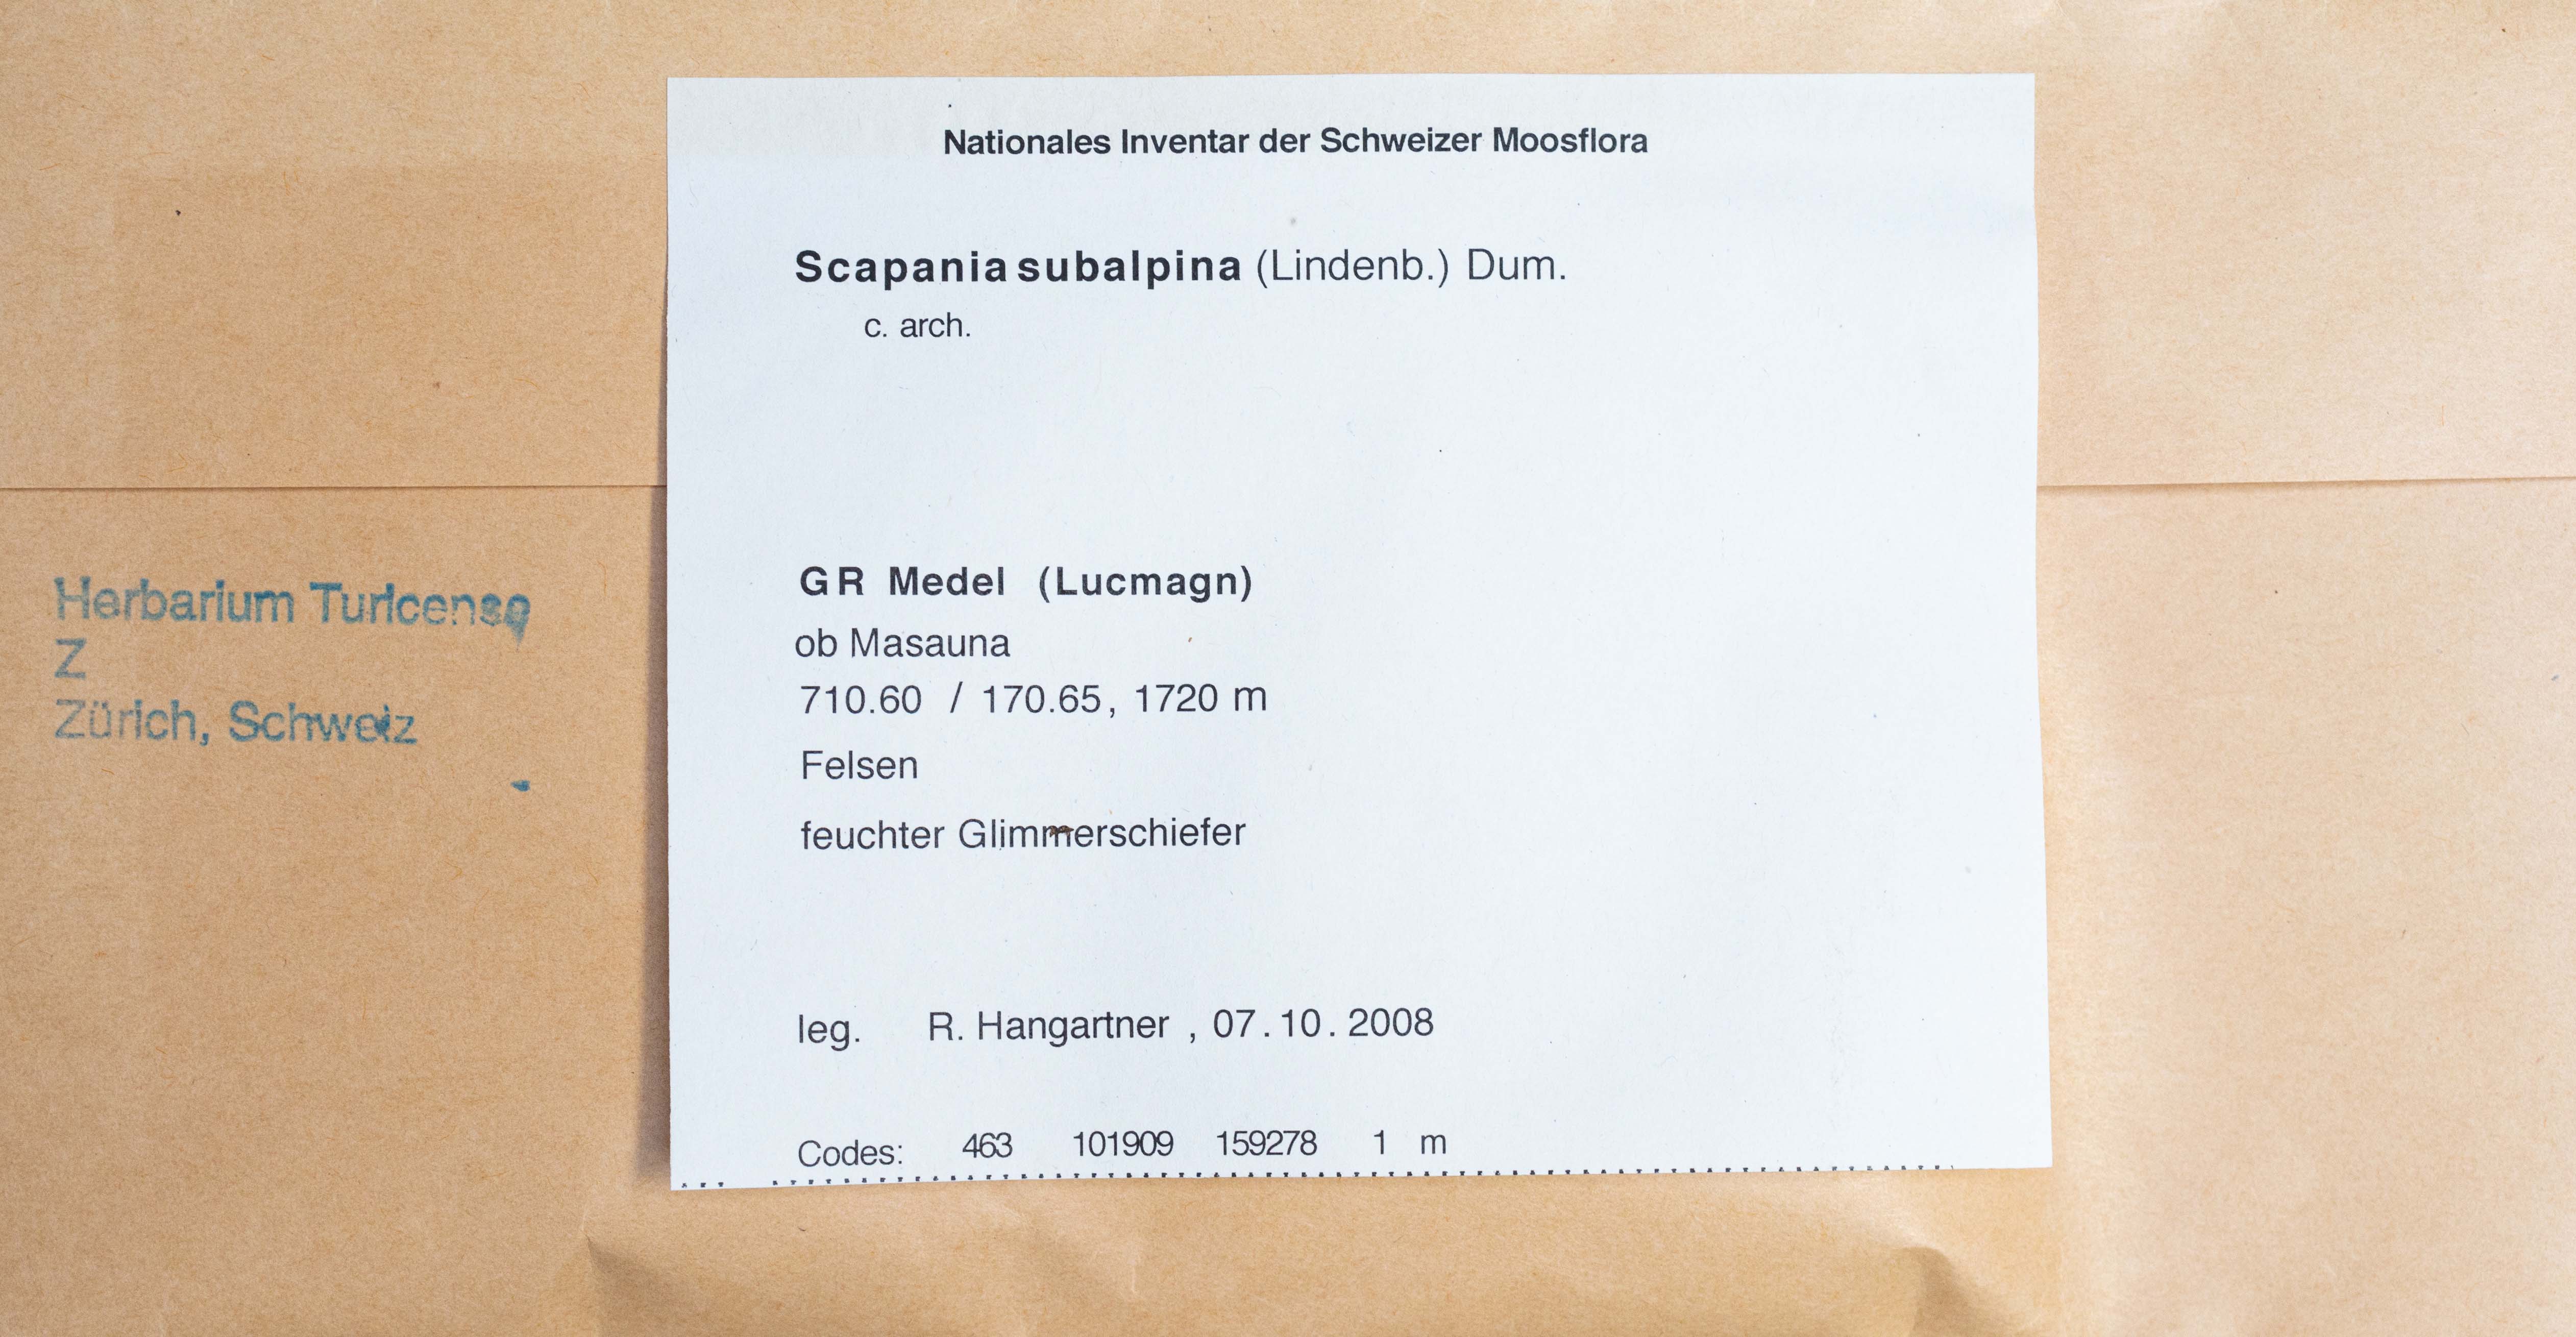 Nationales Inventar der Schweizer Moosflora
Scapania subalpina (Lindenb.) Dum.
c. arch.
GR Medel (Lucmagn)
ob Masauna
710.60 / 170.65, 1720 m
Felsen
feuchter Glimmerschiefer
leg. R. Hangartner , 07.10.2008
Codes: 463 101909 159278 1 m
Herbarium Turicense
Z
Zürich, Schweiz